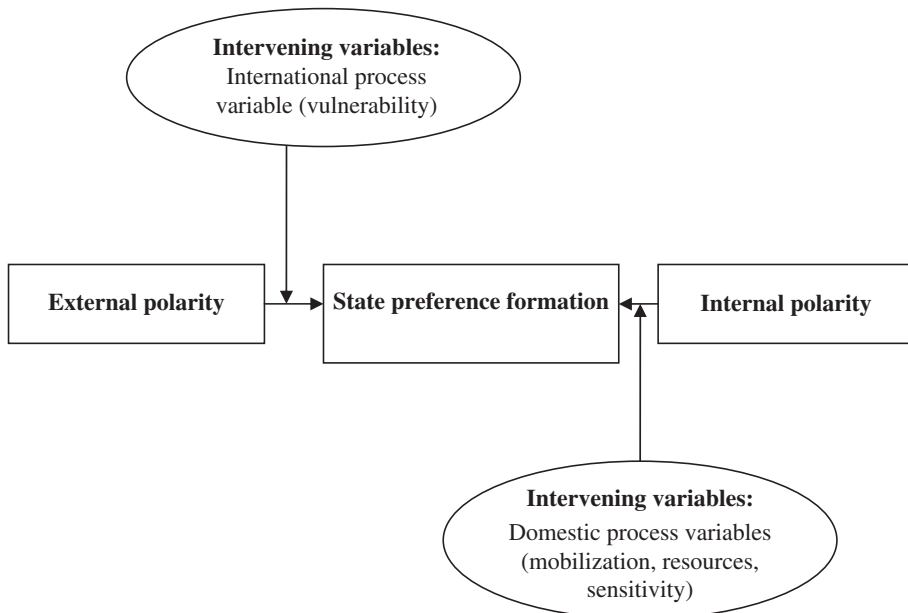 Intervening variables:
International process
variable (vulnerability)
External polarity
State preference formation
Internal polarity
Intervening variables:
Domestic process variables
(mobilization, resources,
sensitivity)